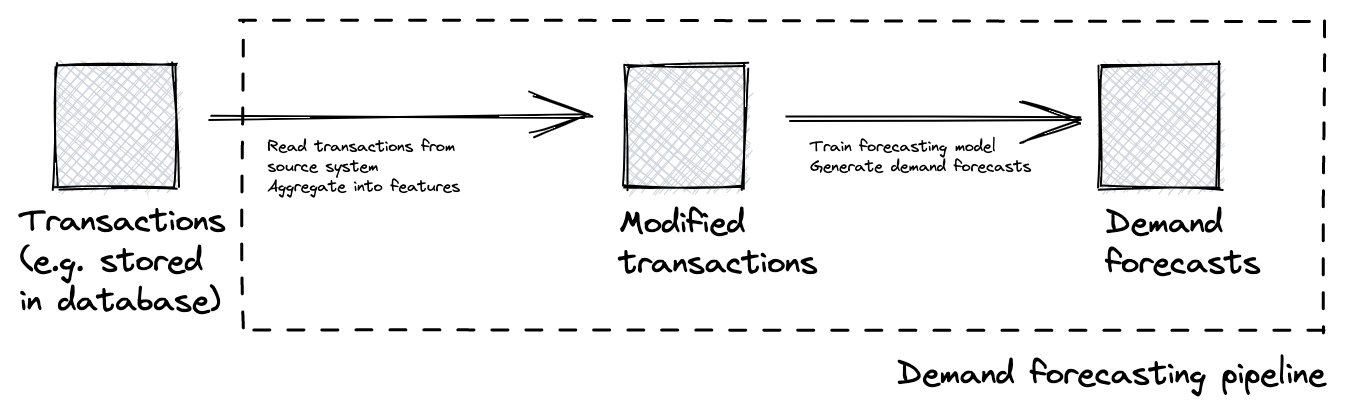 Transactions
(e.g. stored
in database)
Read transactions from
source system
Aggregate into features
Modified
transactions
Train forecasting model
Generate demand forecasts
Demand
forecasts
Demand forecasting pipeline